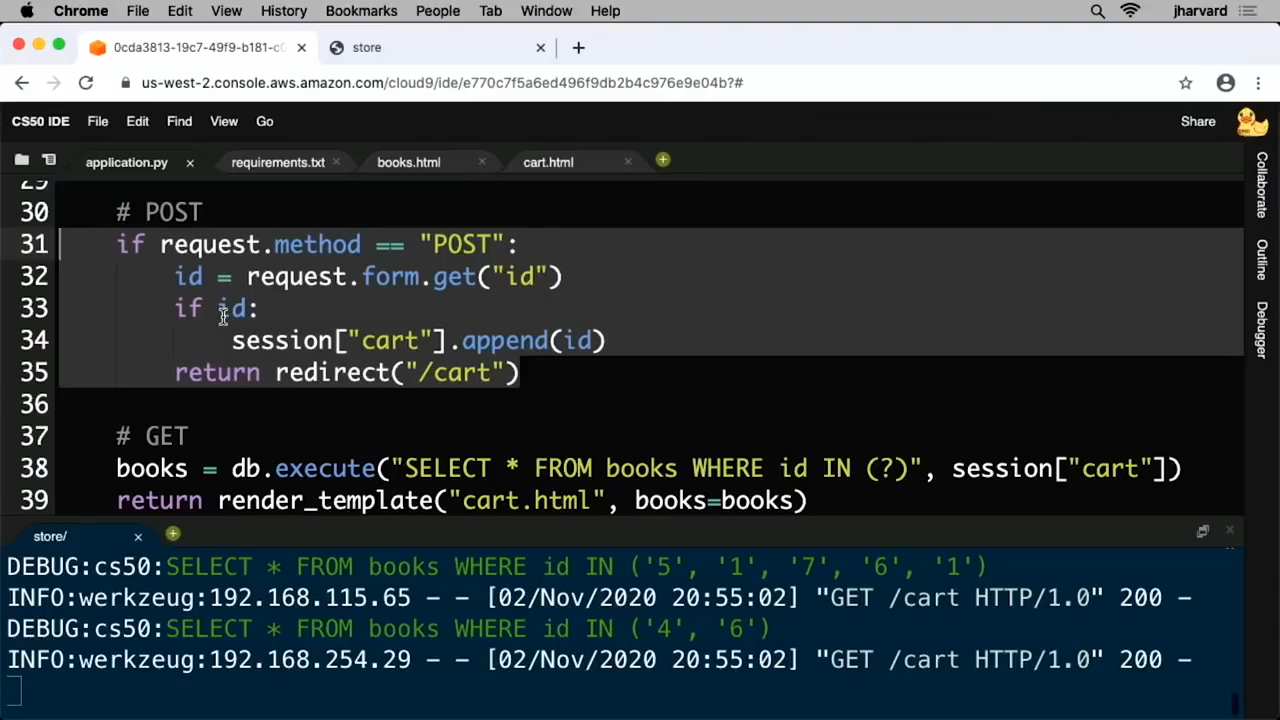 Chrome File Edit View History Bookmarks People Tab Window Help jharvard
0cda3813-19c7-49f9-b181-c store
us-west-2.console.aws.amazon.com/cloud9/ide/e770c7f5a6ed496f9db2b4c976e9e04b?#
CS50 IDE File Edit Find View Go Share
application.py requirements.txt books.html cart.html
29
30 # POST
31 if request.method == "POST":
32 id = request.form.get("id")
33 if id:
34 session["cart"].append(id)
35 return redirect("/cart")
36
37 # GET
38 books = db.execute("SELECT * FROM books WHERE id IN (?)", session["cart"])
39 return render_template("cart.html", books=books)
Collaborate
Outline
Debugger
store/
DEBUG:cs50:SELECT * FROM books WHERE id IN ('5', '1', '7', '6', '1')
INFO:werkzeug:192.168.115.65 - - [02/Nov/2020 20:55:02] "GET /cart HTTP/1.0" 200 -
DEBUG:cs50:SELECT * FROM books WHERE id IN ('4', '6')
INFO:werkzeug:192.168.254.29 - - [02/Nov/2020 20:55:02] "GET /cart HTTP/1.0" 200 -